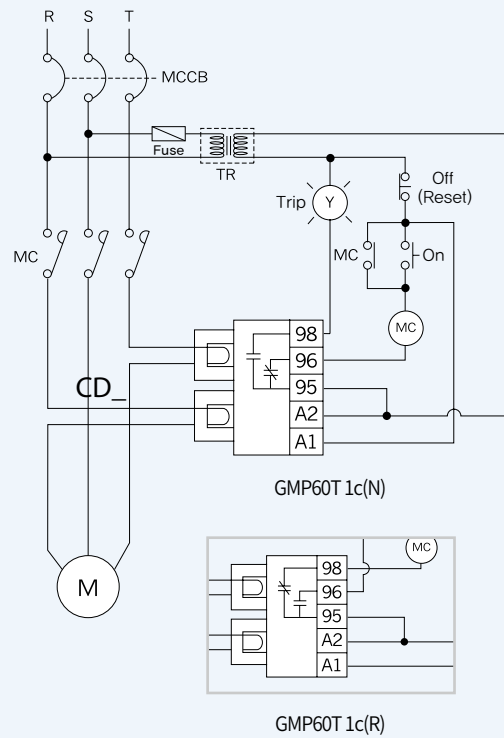 R S T
MCCB
Fuse
TR
Off
(Reset)
Trip Y
MC
MC On
MC
98
96
95
A2
A1
CD_
GMP60T 1c(N)
M
MC
98
96
95
A2
A1
GMP60T 1c(R)